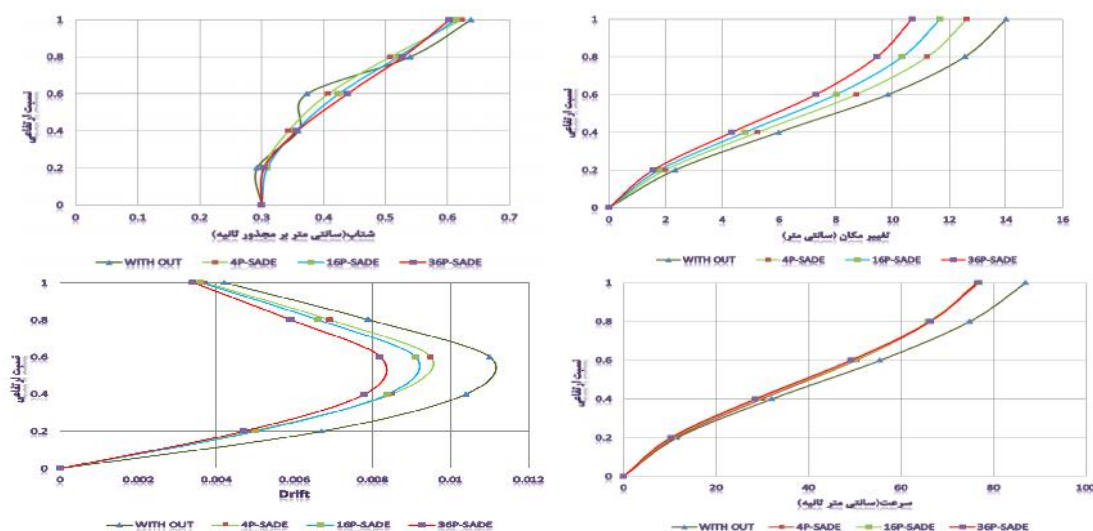 1
0.8
0.6
0.4
0.2
0
نسبت ارتفاعی
0 0.1 0.2 0.3 0.4 0.5 0.6 0.7
شتاب(سانتی متر بر مجذور ثانیه)
WITH OUT 4P-SADE 16P-SADE 36P-SADE
1
0.8
0.6
0.4
0.2
0
نسبت ارتفاعی
0 2 4 6 8 10 12 14 16
تغییر مکان (سانتی متر)
WITH OUT 4P-SADE 16P-SADE 36P-SADE
1
0.8
0.6
0.4
0.2
0
نسبت ارتفاعی
0 0.002 0.004 0.006 0.008 0.01 0.012
Drift
WITH OUT 4P-SADE 16P-SADE 36P-SADE
1
0.8
0.6
0.4
0.2
0
نسبت ارتفاعی
0 20 40 60 80 100
سرعت(سانتی متر ثانیه)
WITH OUT 4P-SADE 16P-SADE 36P-SADE